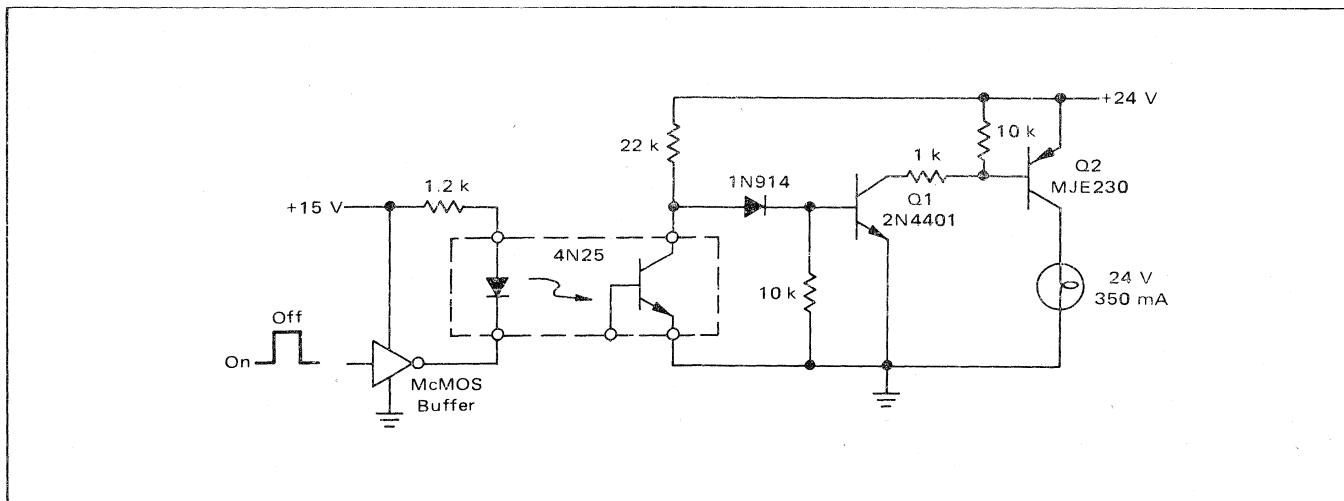 +24 V
22 k
10 k
1 k
Q2
MJE230
1N914
Q1
2N4401
1.2 k
+15 V
4N25
24 V
350 mA
10 k
Off
On
McMOS
Buffer